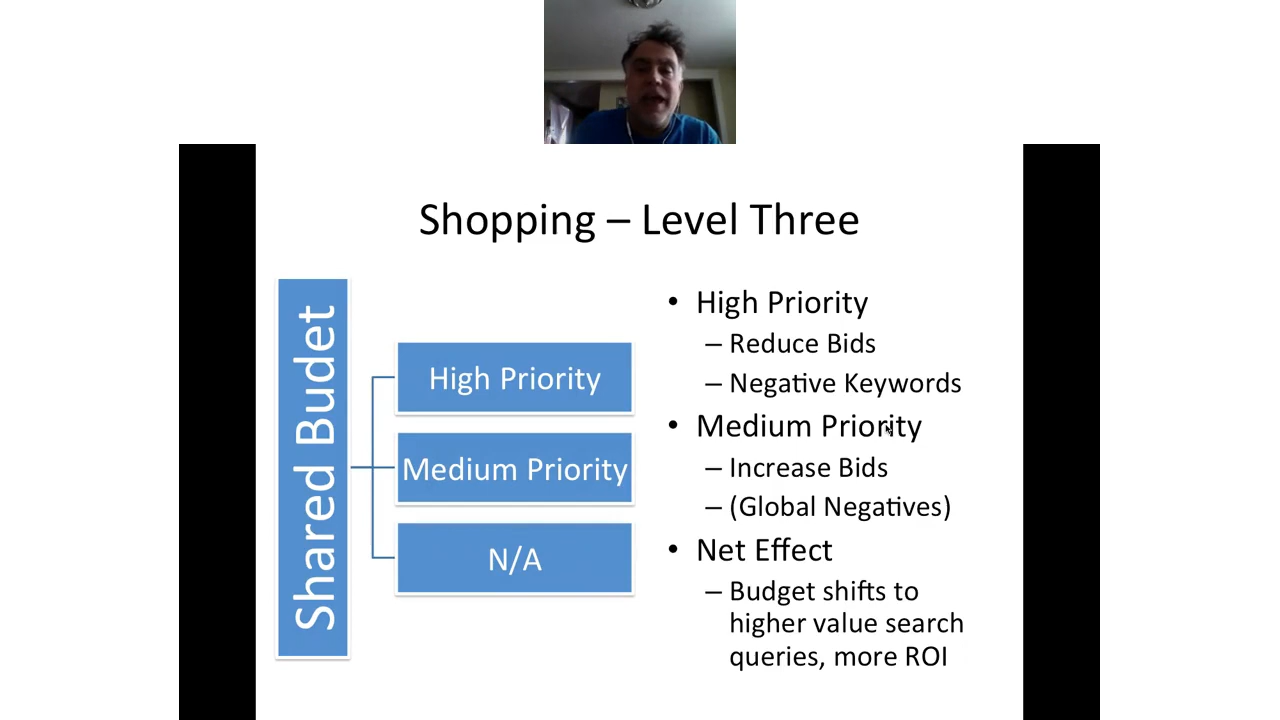 Shopping – Level Three
Shared Budet
High Priority
Medium Priority
N/A
• High Priority
– Reduce Bids
– Negative Keywords
• Medium Priority
– Increase Bids
– (Global Negatives)
• Net Effect
– Budget shifts to
higher value search
queries, more ROI